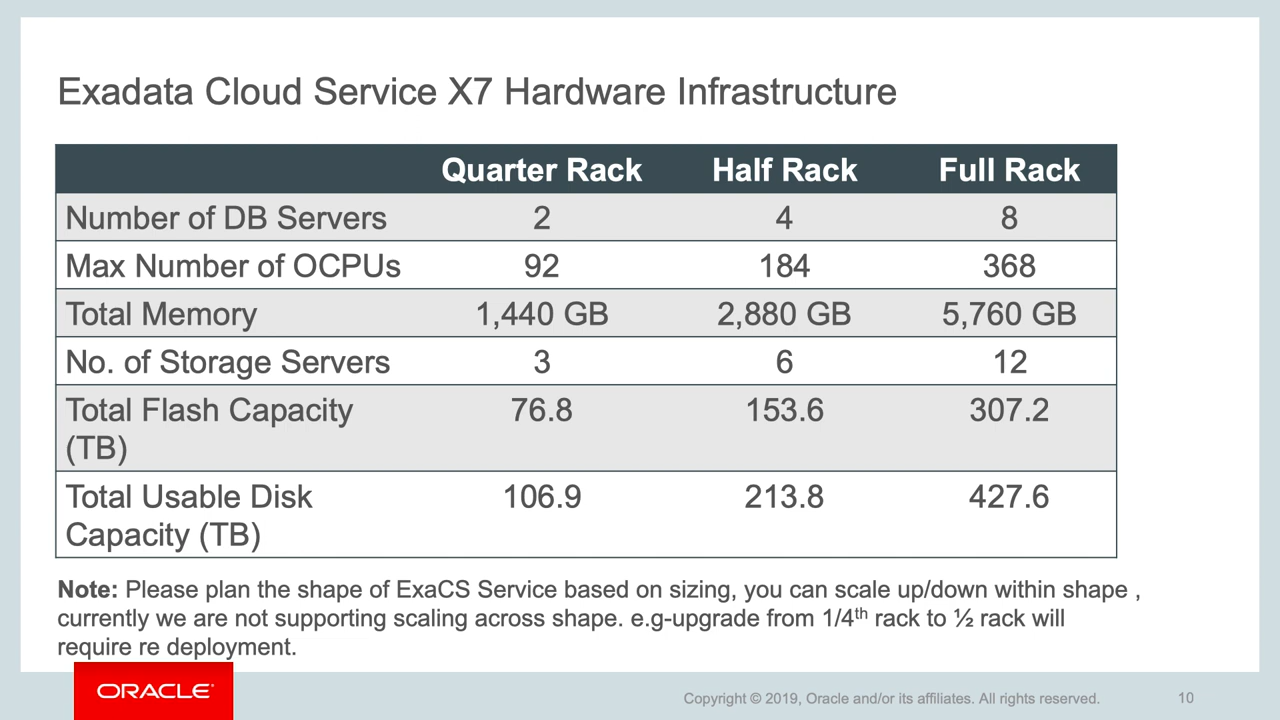 Exadata Cloud Service X7 Hardware Infrastructure
Quarter Rack Half Rack Full Rack
Number of DB Servers 2 4 8
Max Number of OCPUs 92 184 368
Total Memory 1,440 GB 2,880 GB 5,760 GB
No. of Storage Servers 3 6 12
Total Flash Capacity 76.8 153.6 307.2
(TB)
Total Usable Disk 106.9 213.8 427.6
Capacity (TB)
Note: Please plan the shape of ExaCS Service based on sizing, you can scale up/down within shape ,
currently we are not supporting scaling across shape. e.g-upgrade from 1/4th rack to ½ rack will
require re deployment.
ORACLE
Copyright © 2019, Oracle and/or its affiliates. All rights reserved. 10